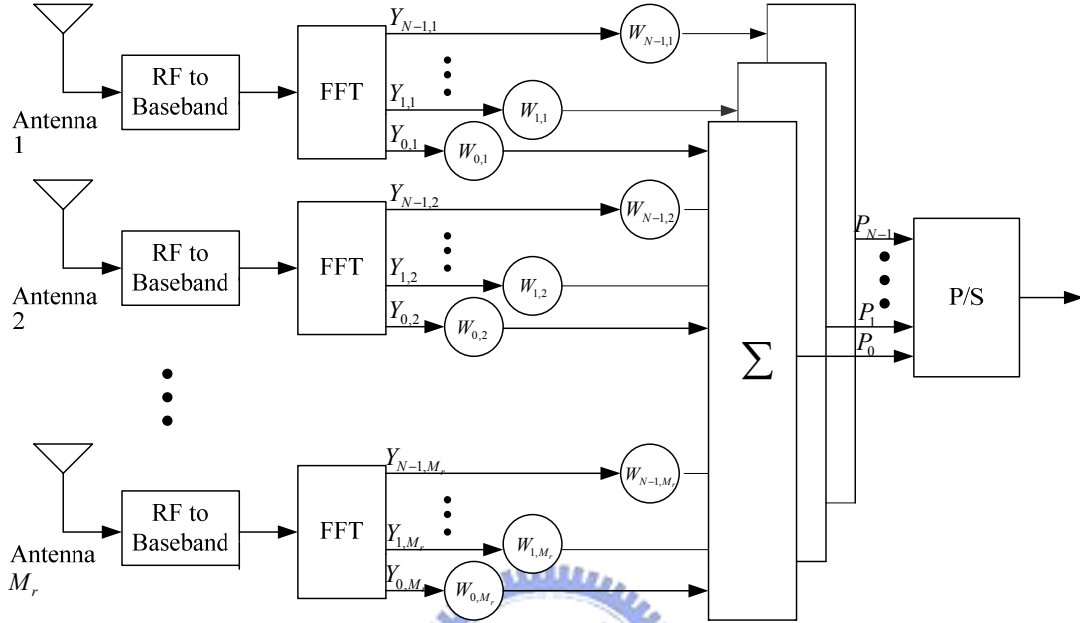 Antenna
1
RF to
Baseband
FFT
Y_{N-1,1}
Y_{1,1}
Y_{0,1}
W_{N-1,1}
W_{1,1}
W_{0,1}
Antenna
2
RF to
Baseband
FFT
Y_{N-1,2}
Y_{1,2}
Y_{0,2}
W_{N-1,2}
W_{1,2}
W_{0,2}
Antenna
M_r
RF to
Baseband
FFT
Y_{N-1,M_r}
Y_{1,M_r}
Y_{0,M_r}
W_{N-1,M_r}
W_{1,M_r}
W_{0,M_r}
Σ
P_{N-1}
P_1
P_0
P/S